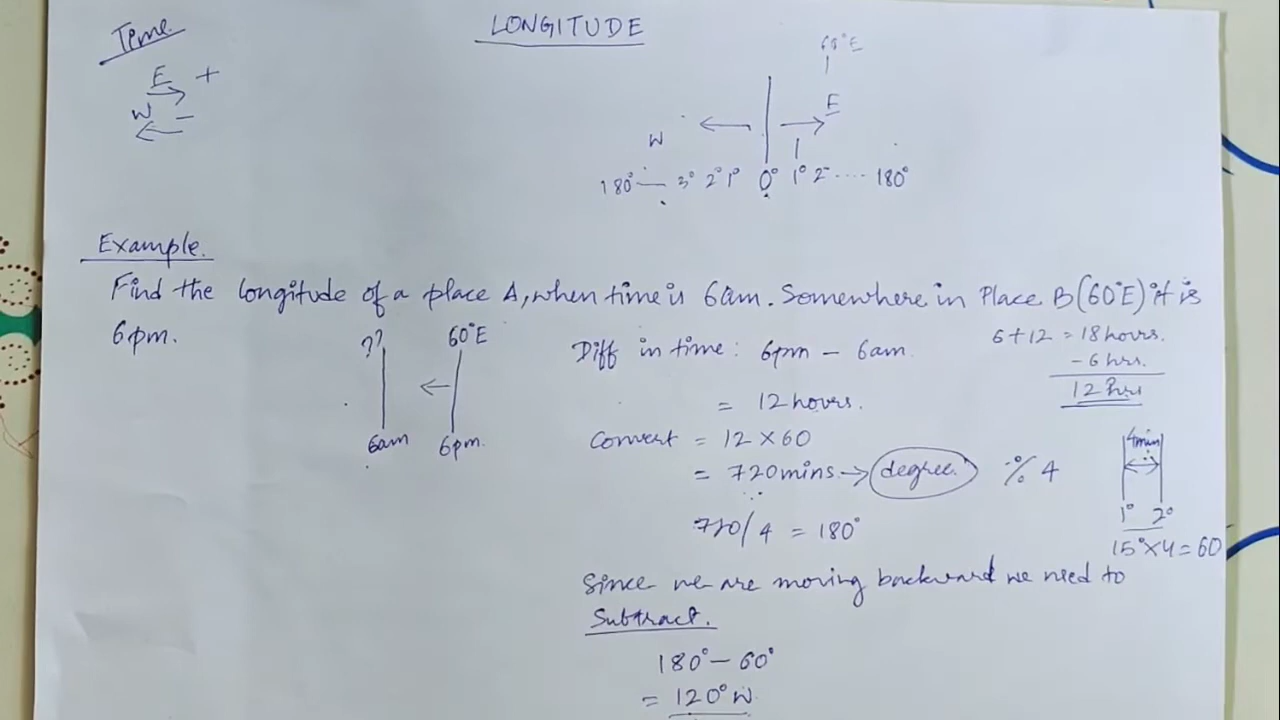 Time
LONGITUDE
E +
W -
60°E
W E
180° — 3° 2° 1° 0° 1° 2° .... 180°
Example.
Find the longitude of a place A, when time is 6am. Somewhere in Place B (60°E) it is
6pm.
?? 60°E
6am 6pm.
Diff in time: 6pm - 6am
= 12 hours.
6+12 = 18 hours.
- 6 hrs.
12 hrs
Convert = 12 X 60
= 720 mins → degree. % 4
720/4 = 180°
4min
1° 2°
15° X 4 = 60
Since we are moving backward we need to
Subtract.
180° - 60°
= 120° W